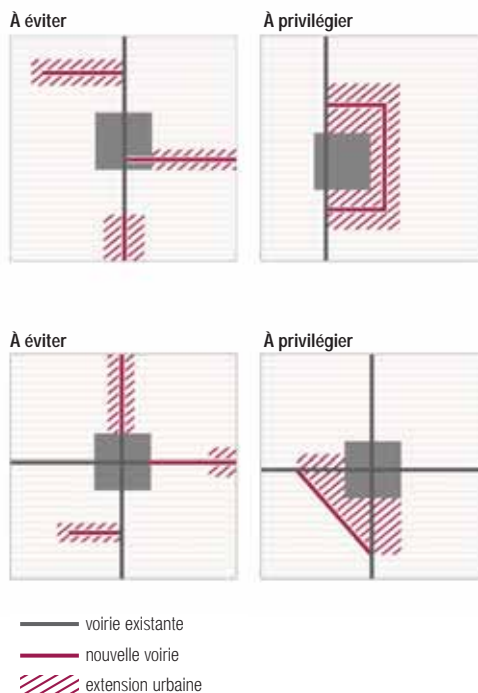 À éviter
À privilégier
À éviter
À privilégier
voirie existante
nouvelle voirie
extension urbaine